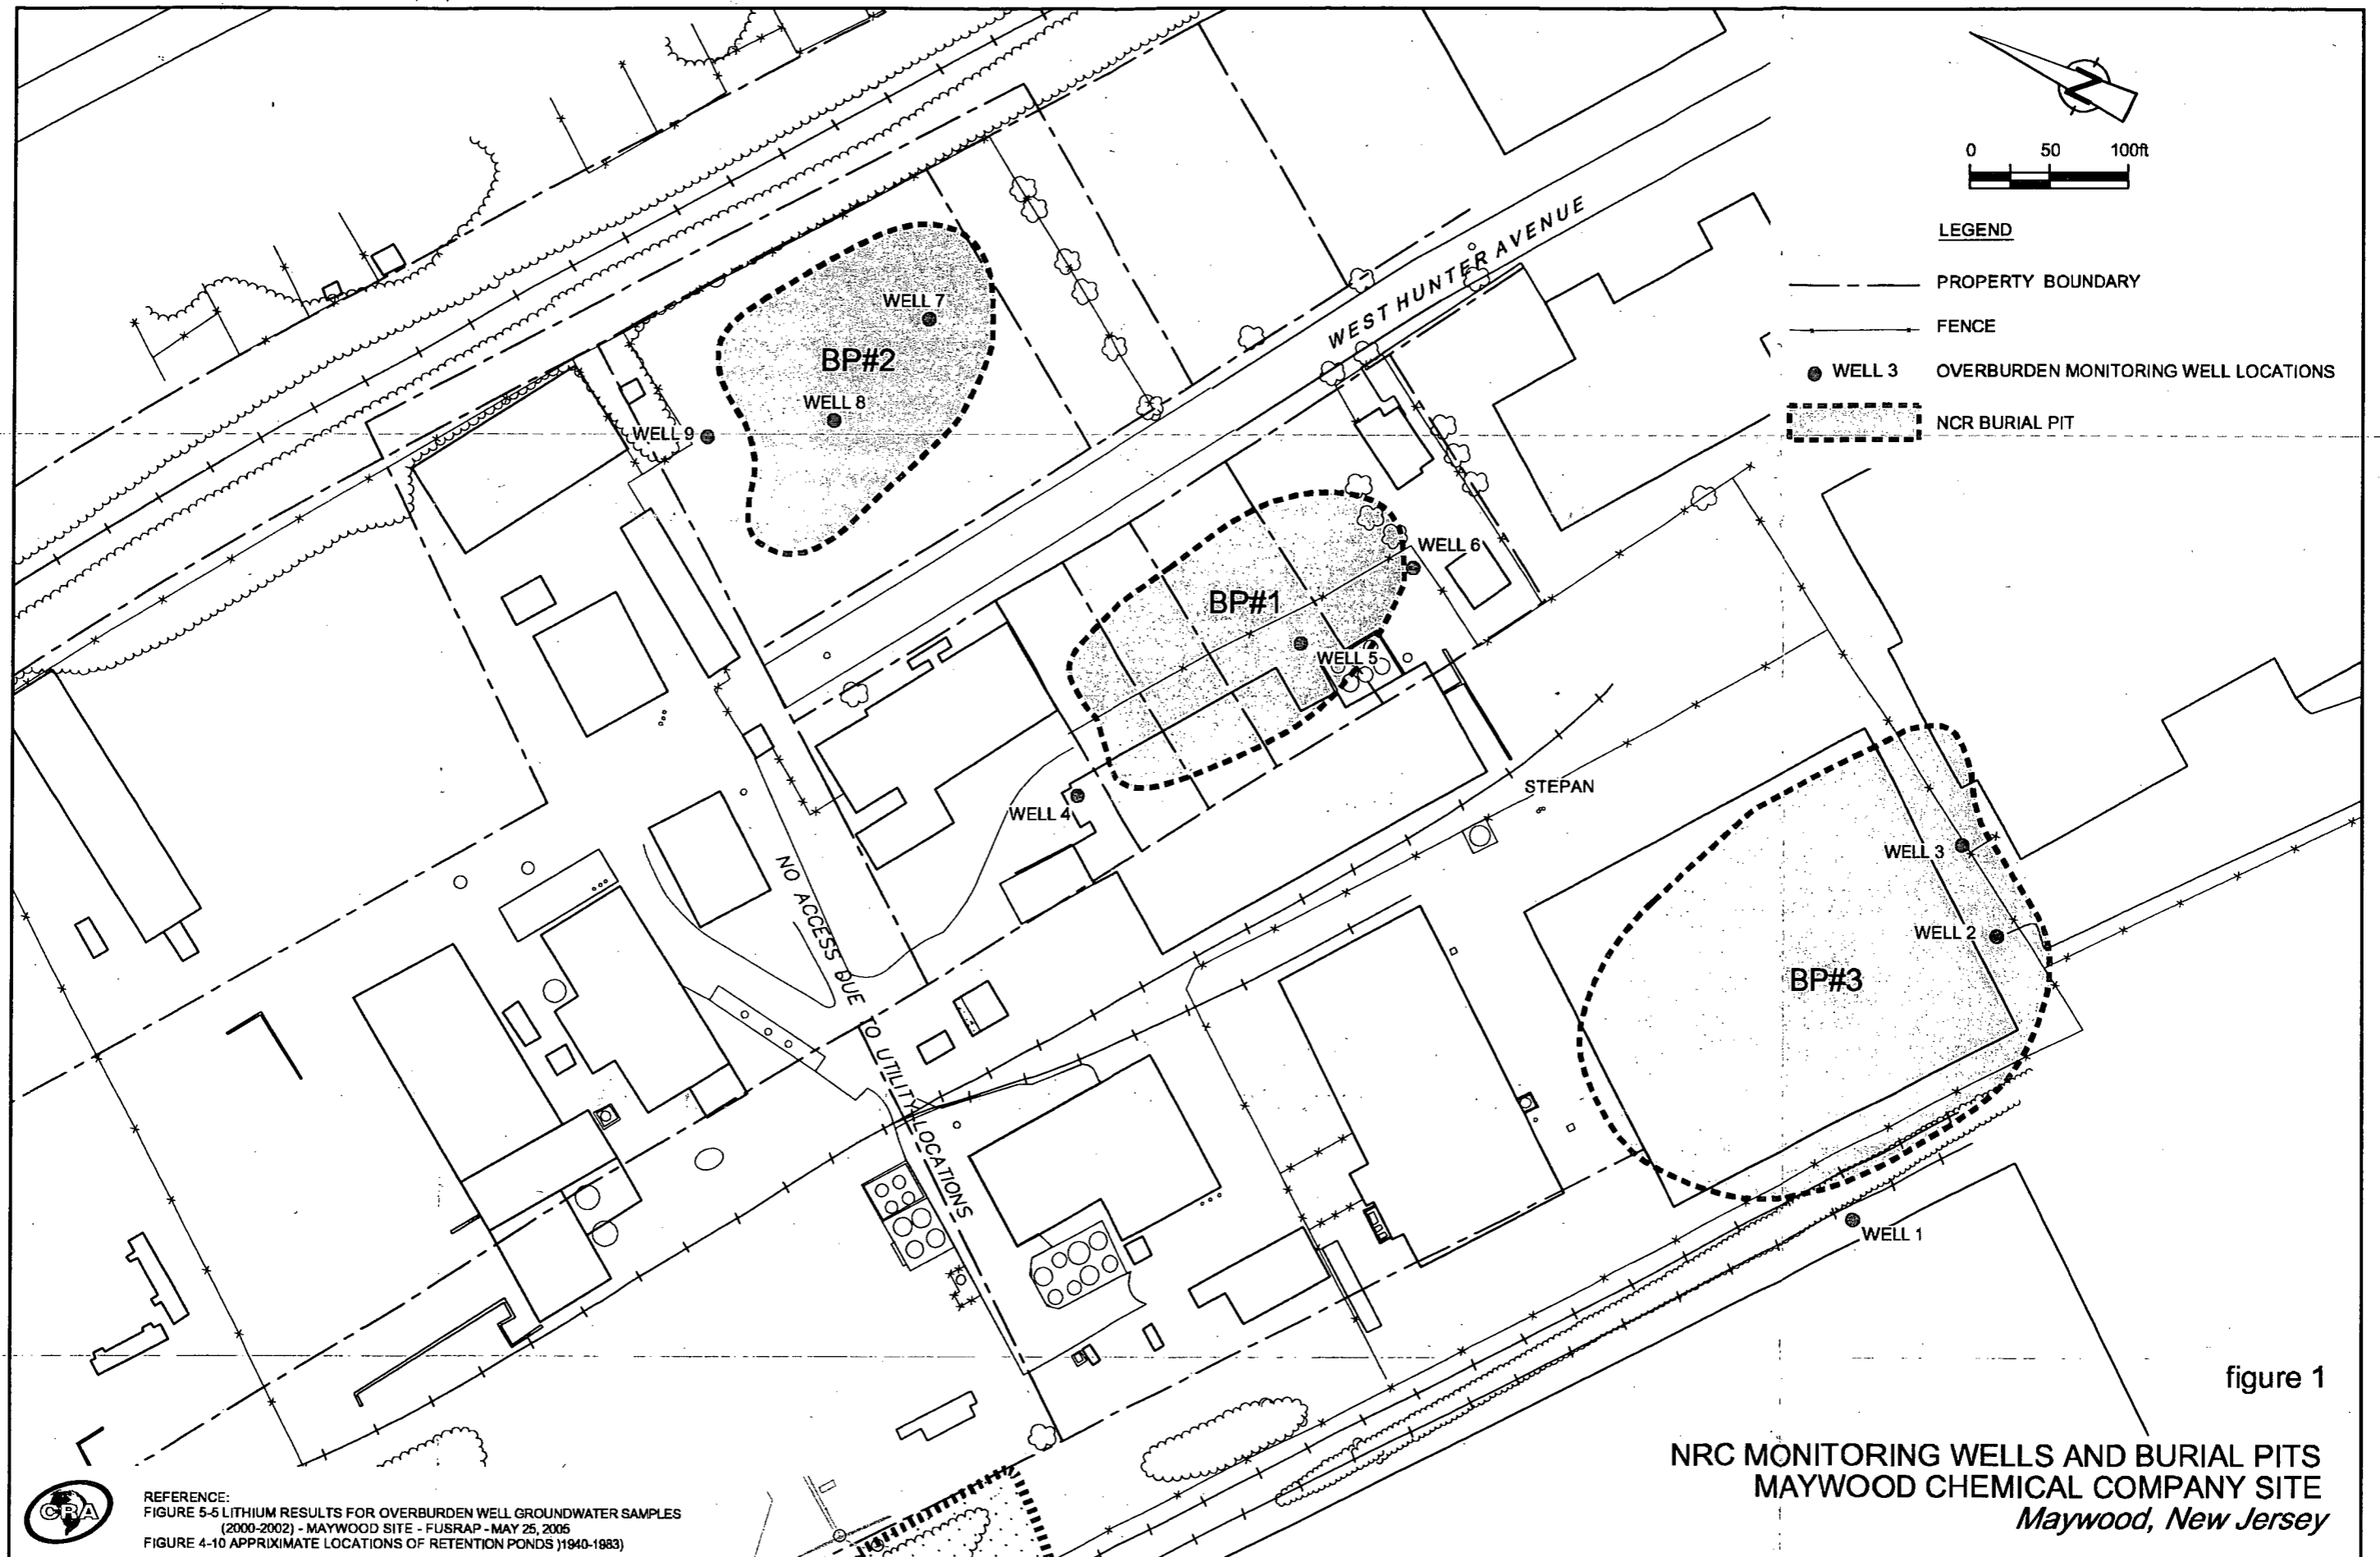 N
0 50 100ft
LEGEND
PROPERTY BOUNDARY
FENCE
WELL 3 OVERBURDEN MONITORING WELL LOCATIONS
NCR BURIAL PIT
WEST HUNTER AVENUE
WELL 7
BP#2
WELL 8
WELL 9
WELL 6
BP#1
WELL 5
STEPAN
WELL 4
WELL 3
WELL 2
BP#3
NO ACCESS DUE TO UTILITY LOCATIONS
WELL 1
figure 1
NRC MONITORING WELLS AND BURIAL PITS
MAYWOOD CHEMICAL COMPANY SITE
Maywood, New Jersey
CRA
REFERENCE:
FIGURE 5-5 LITHIUM RESULTS FOR OVERBURDEN WELL GROUNDWATER SAMPLES
(2000-2002) - MAYWOOD SITE - FUSRAP - MAY 25, 2005
FIGURE 4-10 APPRIXIMATE LOCATIONS OF RETENTION PONDS )1940-1983)